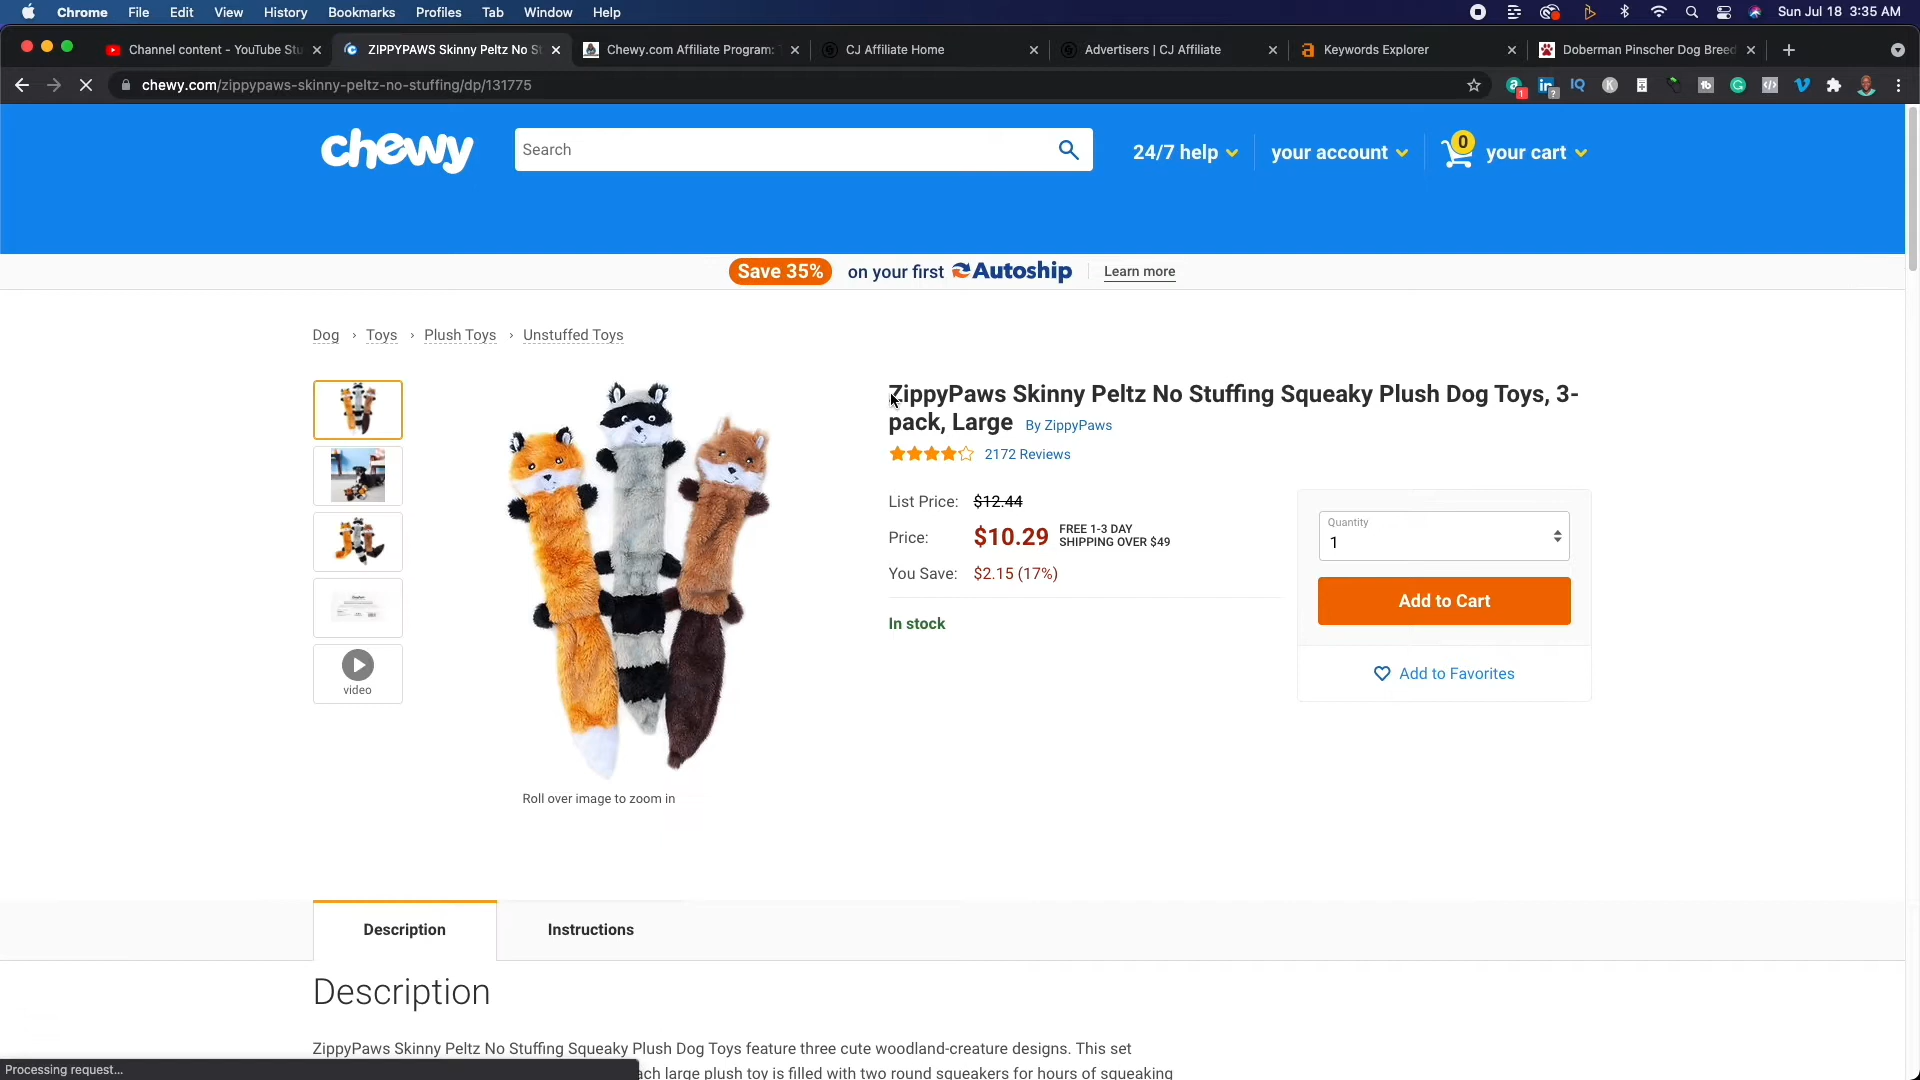 Chrome File Edit View History Bookmarks Profiles Tab Window Help Sun Jul 18 3:35 AM
Channel content - YouTube Stu ZIPPYPAWS Skinny Peltz No St Chewy.com Affiliate Program: CJ Affiliate Home Advertisers | CJ Affiliate Keywords Explorer Doberman Pinscher Dog Breed
chewy.com/zippypaws-skinny-peltz-no-stuffing/dp/131775
chewy Search 24/7 help your account 0 your cart
Save 35% on your first Autoship Learn more
Dog › Toys › Plush Toys › Unstuffed Toys
ZippyPaws Skinny Peltz No Stuffing Squeaky Plush Dog Toys, 3-
pack, Large By ZippyPaws
2172 Reviews
List Price: $12.44
Price: $10.29 FREE 1-3 DAY
SHIPPING OVER $49
You Save: $2.15 (17%)
In stock
Quantity
1
Add to Cart
Add to Favorites
video
Roll over image to zoom in
Description Instructions
Description
ZippyPaws Skinny Peltz No Stuffing Squeaky Plush Dog Toys feature three cute woodland-creature designs. This set
ach large plush toy is filled with two round squeakers for hours of squeaking
Processing request...